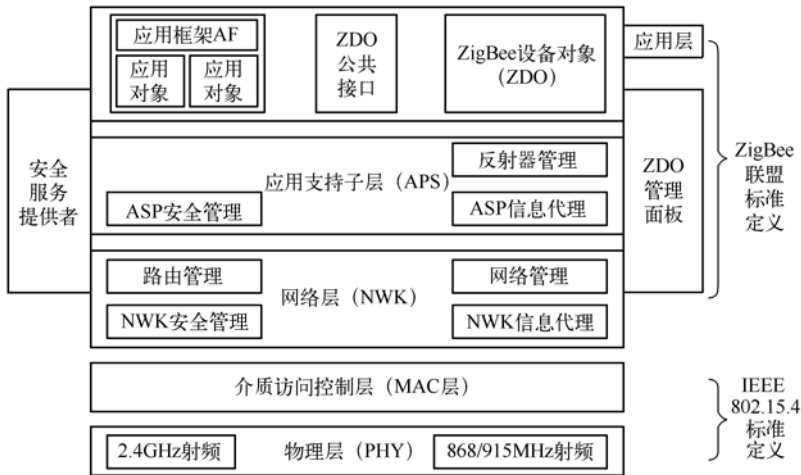 应用框架AF
应用
对象
应用
对象
ZDO
公共
接口
ZigBee设备对象
（ZDO）
应用层
安全
服务
提供者
应用支持子层（APS）
反射器管理
ASP安全管理
ASP信息代理
ZDO
管理
面板
ZigBee
联盟
标准
定义
路由管理
网络层（NWK）
网络管理
NWK安全管理
NWK信息代理
介质访问控制层（MAC层）
2.4GHz射频
物理层（PHY）
868/915MHz射频
IEEE
802.15.4
标准
定义